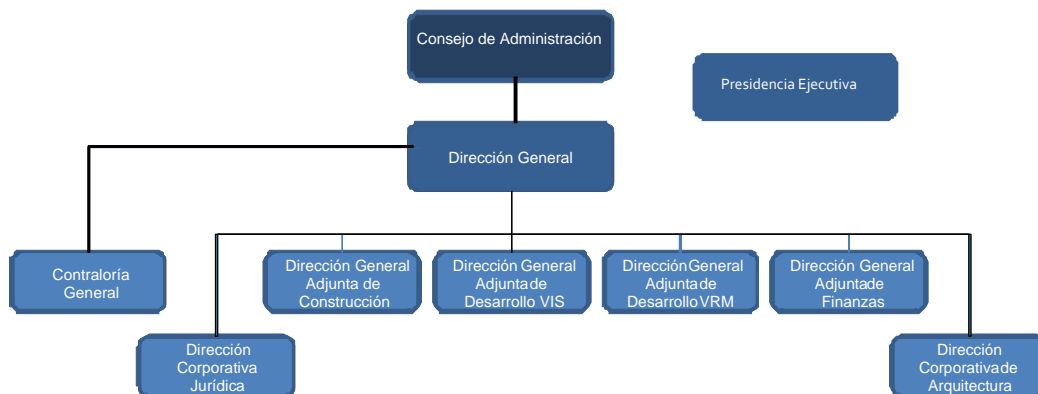 Consejo de Administración
Presidencia Ejecutiva
Dirección General
Contraloría
General
Dirección General
Adjunta de
Construcción
Dirección General
Adjunta de
Desarrollo VIS
Dirección General
Adjunta de
Desarrollo VRM
Dirección General
Adjunta de
Finanzas
Dirección
Corporativa
Jurídica
Dirección
Corporativa de
Arquitectura